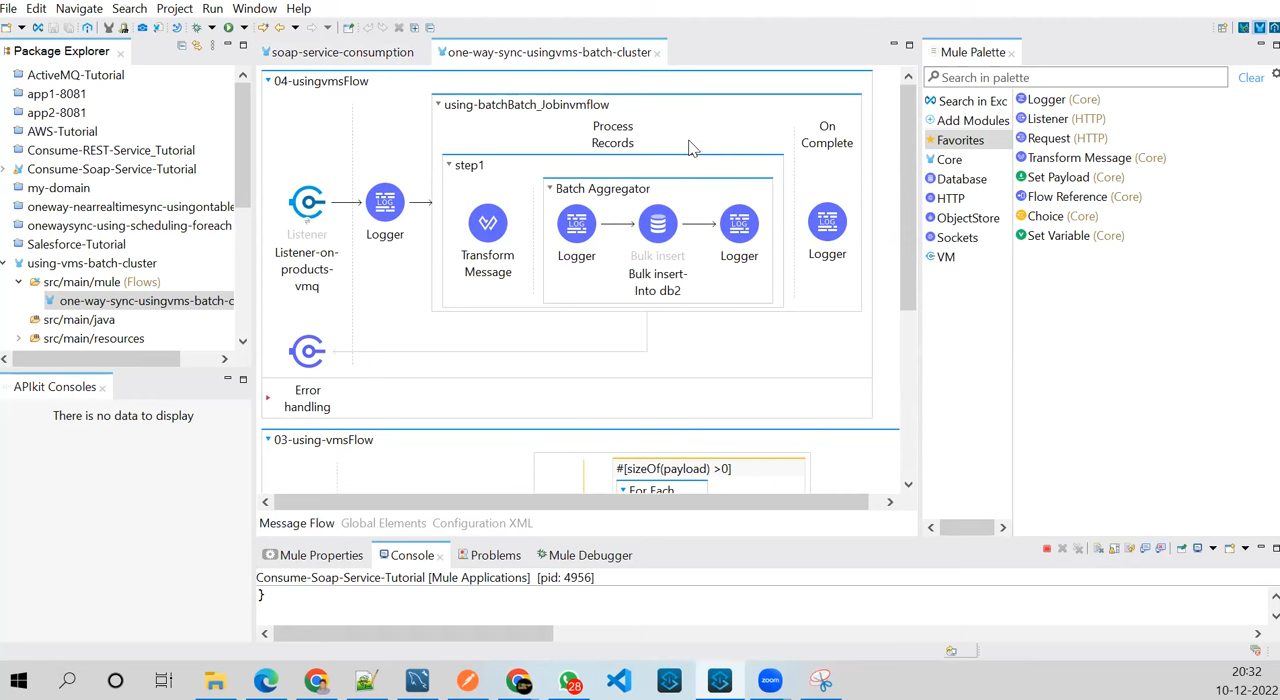 File Edit Navigate Search Project Run Window Help
Package Explorer
ActiveMQ-Tutorial
app1-8081
app2-8081
AWS-Tutorial
Consume-REST-Service_Tutorial
Consume-Soap-Service-Tutorial
my-domain
oneway-nearrealtimesync-usingontable
onewaysync-using-scheduling-foreach
Salesforce-Tutorial
using-vms-batch-cluster
src/main/mule (Flows)
one-way-sync-usingvms-batch-c
src/main/java
src/main/resources
APIkit Consoles
There is no data to display
soap-service-consumption
one-way-sync-usingvms-batch-cluster
04-usingvmsFlow
using-batchBatch_Jobinvmflow
Process
Records
On
Complete
step1
Batch Aggregator
LOG
LOG
LOG
LOG
Listener
Listener-on-
products-
vmq
Logger
Transform
Message
Logger
Bulk insert
Bulk insert-
Into db2
Logger
Logger
Error
handling
03-using-vmsFlow
#[sizeOf(payload) >0]
For Each
Message Flow Global Elements Configuration XML
Mule Palette
Search in palette
Clear
Search in Exc
Add Modules
Favorites
Core
Database
HTTP
ObjectStore
Sockets
VM
Logger (Core)
Listener (HTTP)
Request (HTTP)
Transform Message (Core)
Set Payload (Core)
Flow Reference (Core)
Choice (Core)
Set Variable (Core)
Mule Properties Console Problems Mule Debugger
Consume-Soap-Service-Tutorial [Mule Applications] [pid: 4956]
}
28
zoom
20:32
10-12-2022